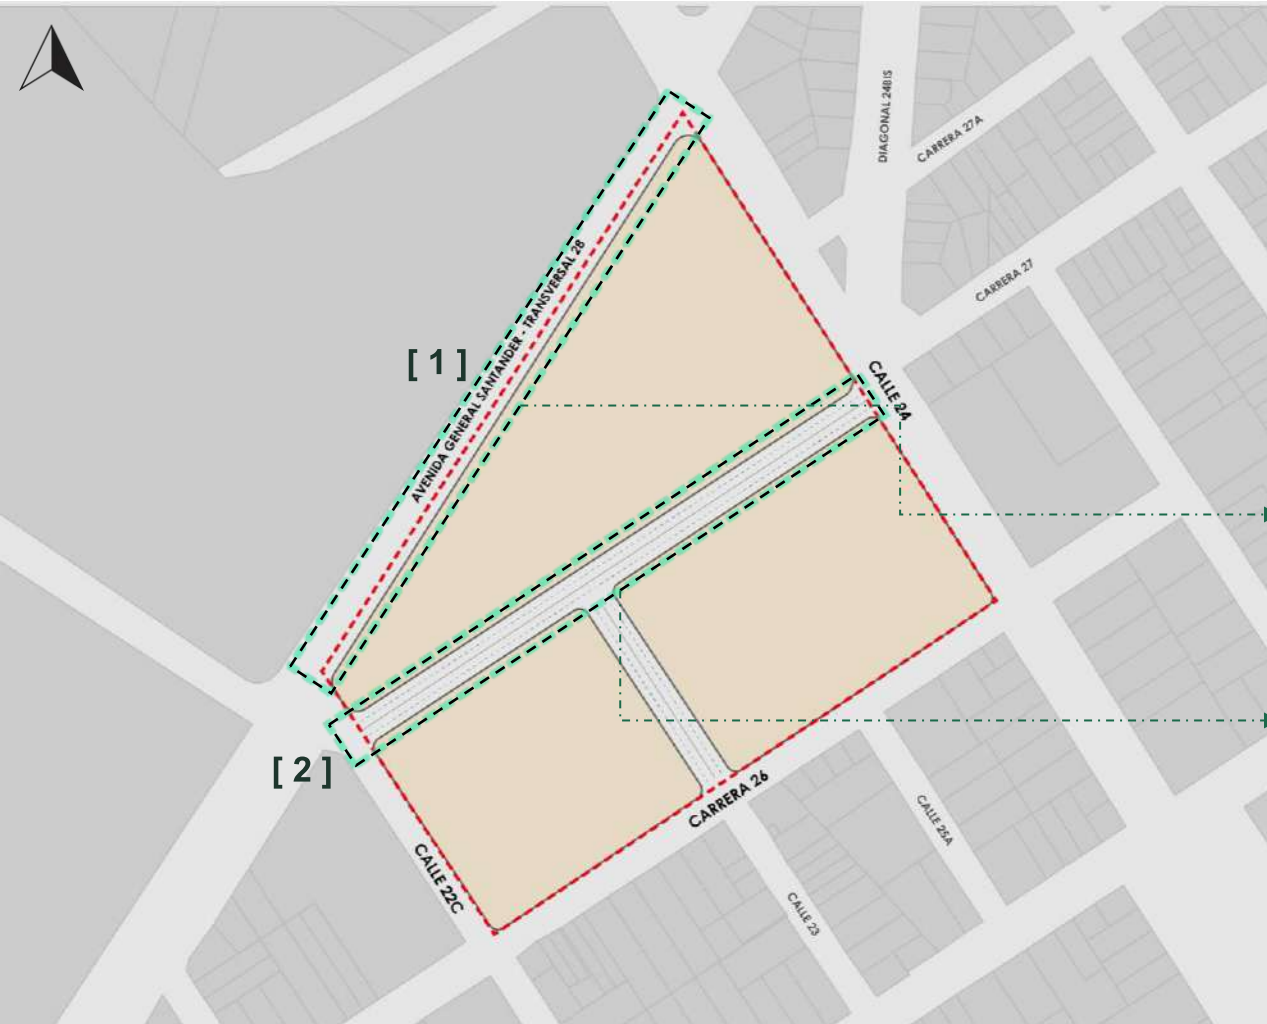 DIAGONAL 24BIS
CARRERA 27A
CARRERA 27
AVENIDA GENERAL SANTANDER - TRANSVERSAL 28
[ 1 ]
CALLE 24
[ 2 ]
CARRERA 26
CALLE 25A
CALLE 22C
CALLE 23